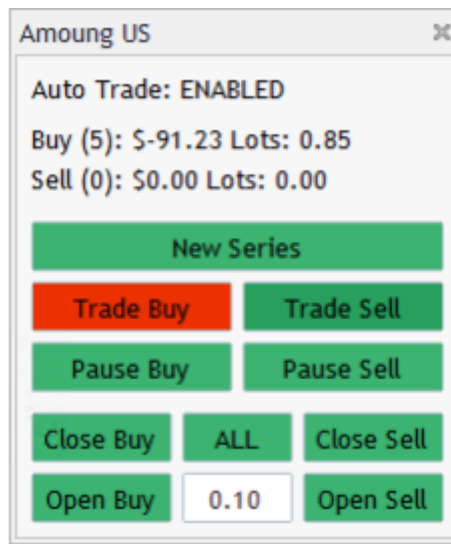 Amoung US
Auto Trade: ENABLED
Buy (5): $-91.23 Lots: 0.85
Sell (0): $0.00 Lots: 0.00
New Series
Trade Buy Trade Sell
Pause Buy Pause Sell
Close Buy ALL Close Sell
Open Buy 0.10 Open Sell